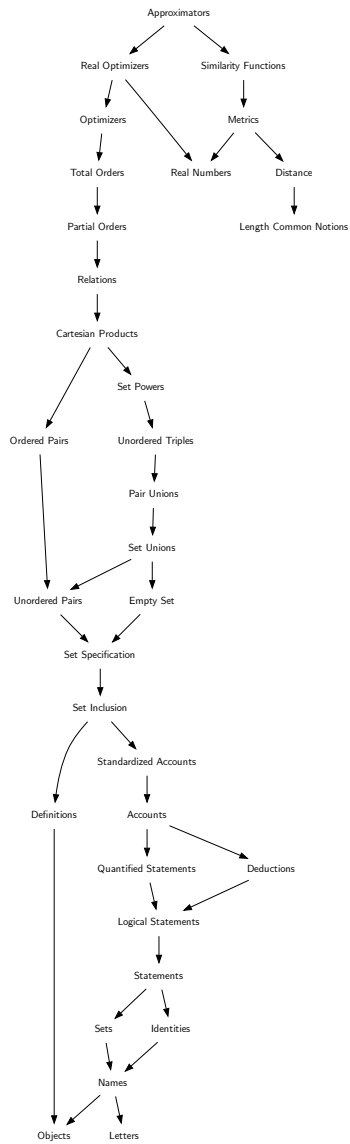 Approximators
Real Optimizers
Similarity Functions
Optimizers
Metrics
Total Orders
Real Numbers
Distance
Partial Orders
Length Common Notions
Relations
Cartesian Products
Set Powers
Ordered Pairs
Unordered Triples
Pair Unions
Set Unions
Unordered Pairs
Empty Set
Set Specification
Set Inclusion
Standardized Accounts
Definitions
Accounts
Quantified Statements
Deductions
Logical Statements
Statements
Sets
Identities
Names
Objects
Letters